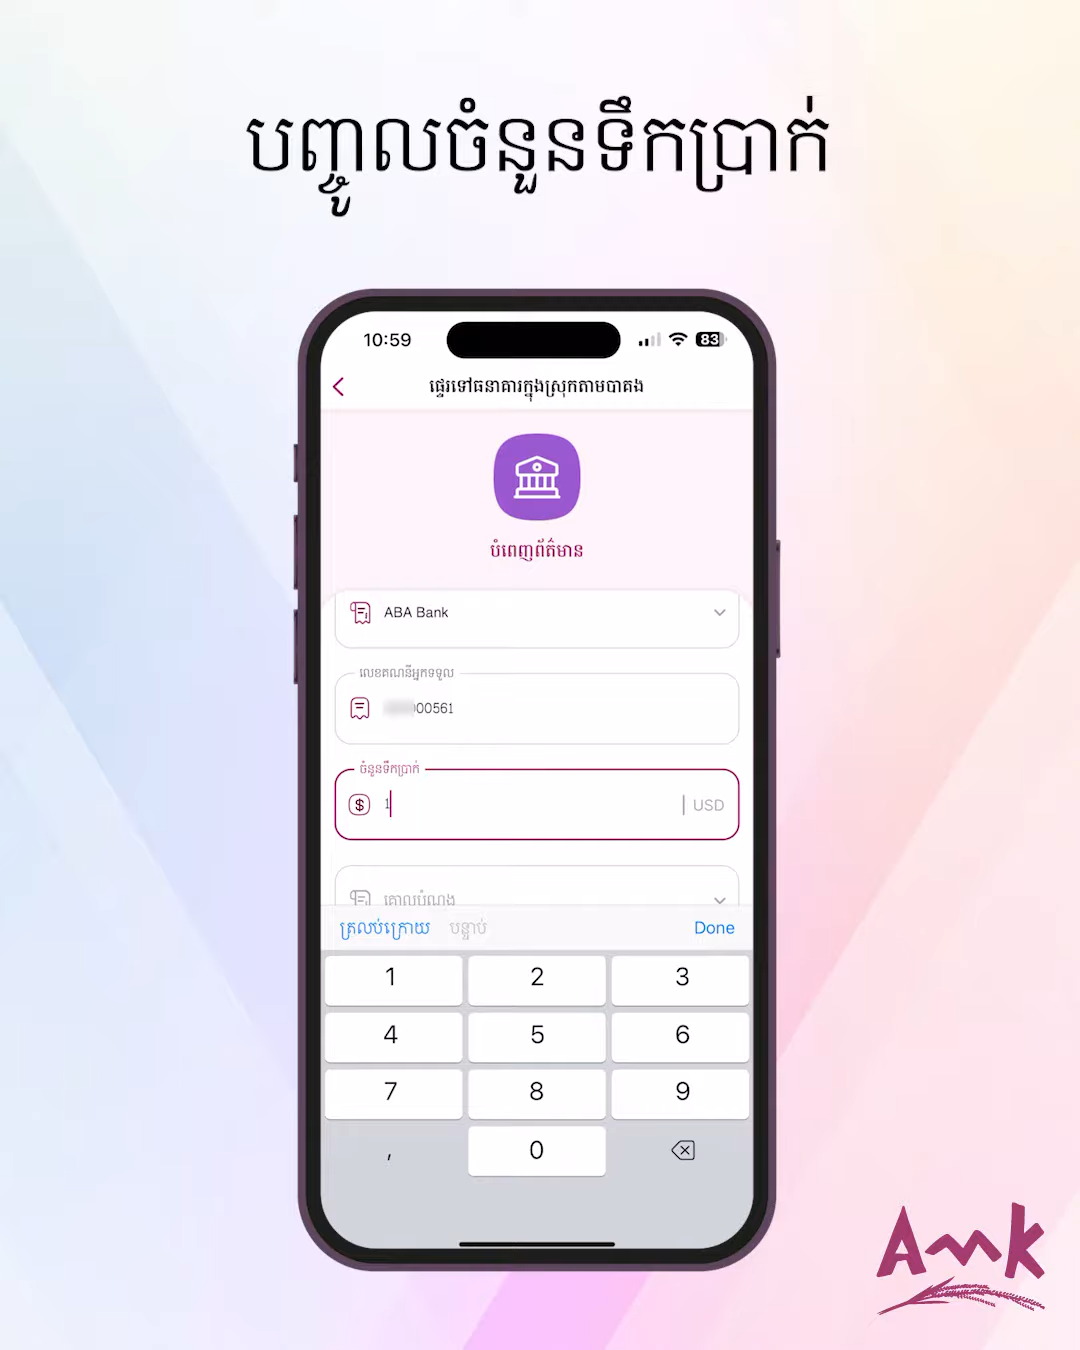 បញ្ចូលចំនួនទឹកប្រាក់
10:59
83
ផ្ទេរទៅធនាគារក្នុងស្រុកតាមបាគង
បំពេញព័ត៌មាន
ABA Bank
លេខគណនីអ្នកទទួល
00561
ចំនួនទឹកប្រាក់
1 | USD
គោលបំណង
ត្រលប់ក្រោយ បន្ទាប់ Done
1 2 3
4 5 6
7 8 9
, 0
AMK